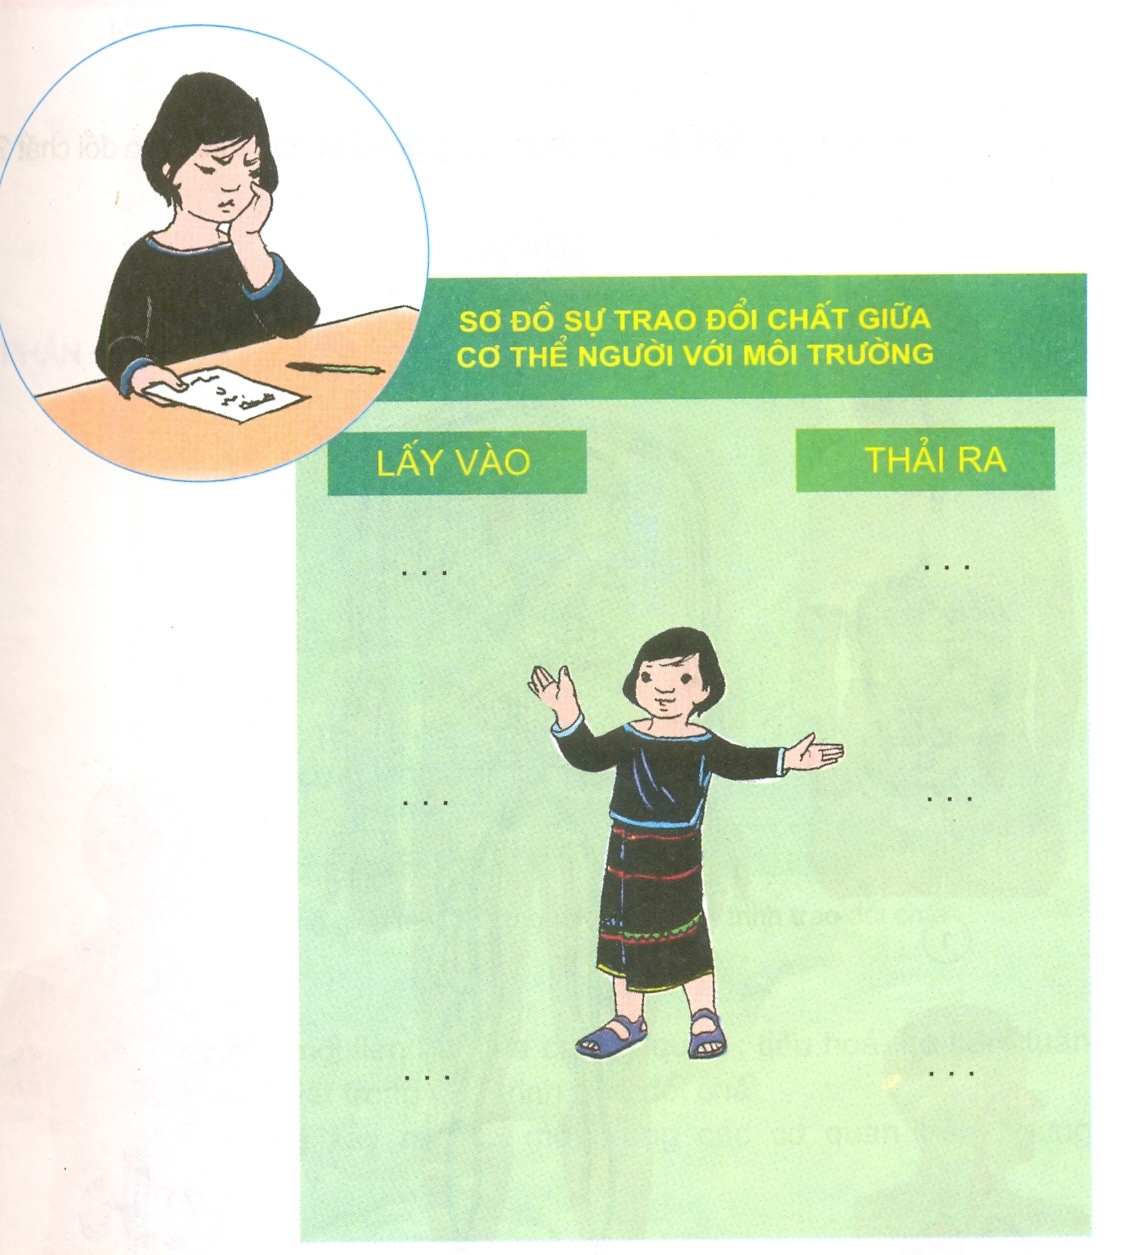 SƠ ĐỒ SỰ TRAO ĐỔI CHẤT GIỮA
CƠ THỂ NGƯỜI VỚI MÔI TRƯỜNG
LẤY VÀO
THẢI RA
. . .
. . .
. . .
. . .
. . .
. . .